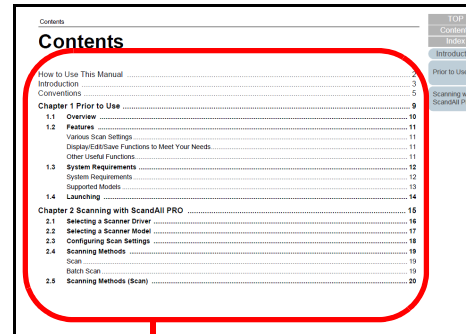 Contents
Contents
How to Use This Manual ... 2
Introduction ... 3
Conventions ... 5
Chapter 1 Prior to Use ... 9
1.1 Overview ... 10
1.2 Features ... 11
Various Scan Settings ... 11
Display/Edit/Save Functions to Meet Your Needs ... 11
Other Useful Functions ... 11
1.3 System Requirements ... 12
System Requirements ... 12
Supported Models ... 13
1.4 Launching ... 14
Chapter 2 Scanning with ScandAll PRO ... 15
2.1 Selecting a Scanner Driver ... 16
2.2 Selecting a Scanner Model ... 17
2.3 Configuring Scan Settings ... 18
2.4 Scanning Methods ... 19
Scan ... 19
Batch Scan ... 19
2.5 Scanning Methods (Scan) ... 20
TOP
Conten
Index
Introduct
Prior to Use
Scanning w
ScandAll P